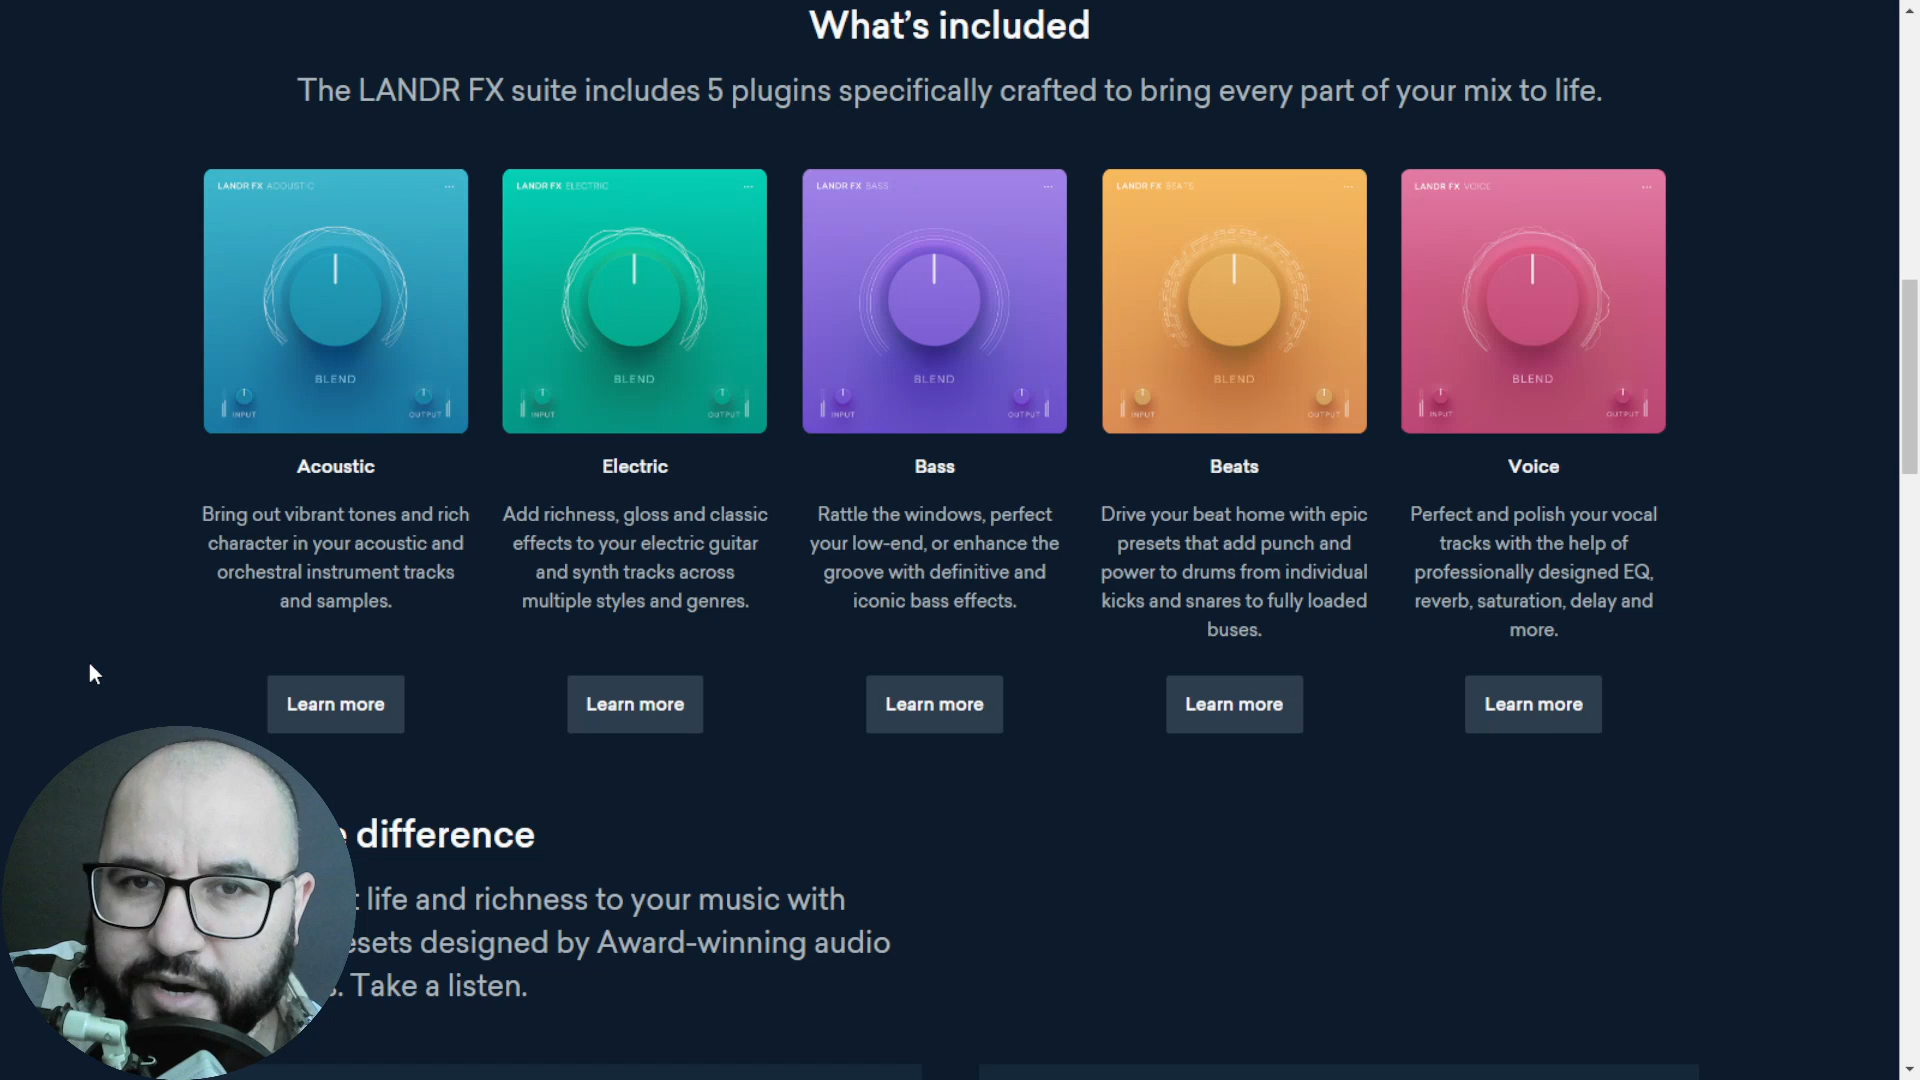 What's included
The LANDR FX suite includes 5 plugins specifically crafted to bring every part of your mix to life.
LANDR FX ACOUSTIC
BLEND
INPUT
OUTPUT
Acoustic
Bring out vibrant tones and rich
character in your acoustic and
orchestral instrument tracks
and samples.
Learn more
LANDR FX ELECTRIC
BLEND
INPUT
OUTPUT
Electric
Add richness, gloss and classic
effects to your electric guitar
and synth tracks across
multiple styles and genres.
Learn more
LANDR FX BASS
BLEND
INPUT
OUTPUT
Bass
Rattle the windows, perfect
your low-end, or enhance the
groove with definitive and
iconic bass effects.
Learn more
LANDR FX BEATS
BLEND
INPUT
OUTPUT
Beats
Drive your beat home with epic
presets that add punch and
power to drums from individual
kicks and snares to fully loaded
buses.
Learn more
LANDR FX VOICE
BLEND
INPUT
OUTPUT
Voice
Perfect and polish your vocal
tracks with the help of
professionally designed EQ,
reverb, saturation, delay and
more.
Learn more
difference
life and richness to your music with
esets designed by Award-winning audio
. Take a listen.